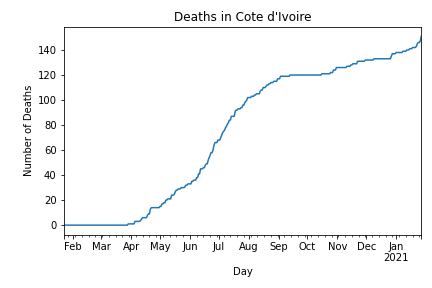 Deaths in Cote d'Ivoire
Number of Deaths
140
120
100
80
60
40
20
0
Feb Mar Apr May Jun Jul Aug Sep Oct Nov Dec Jan
2021
Day